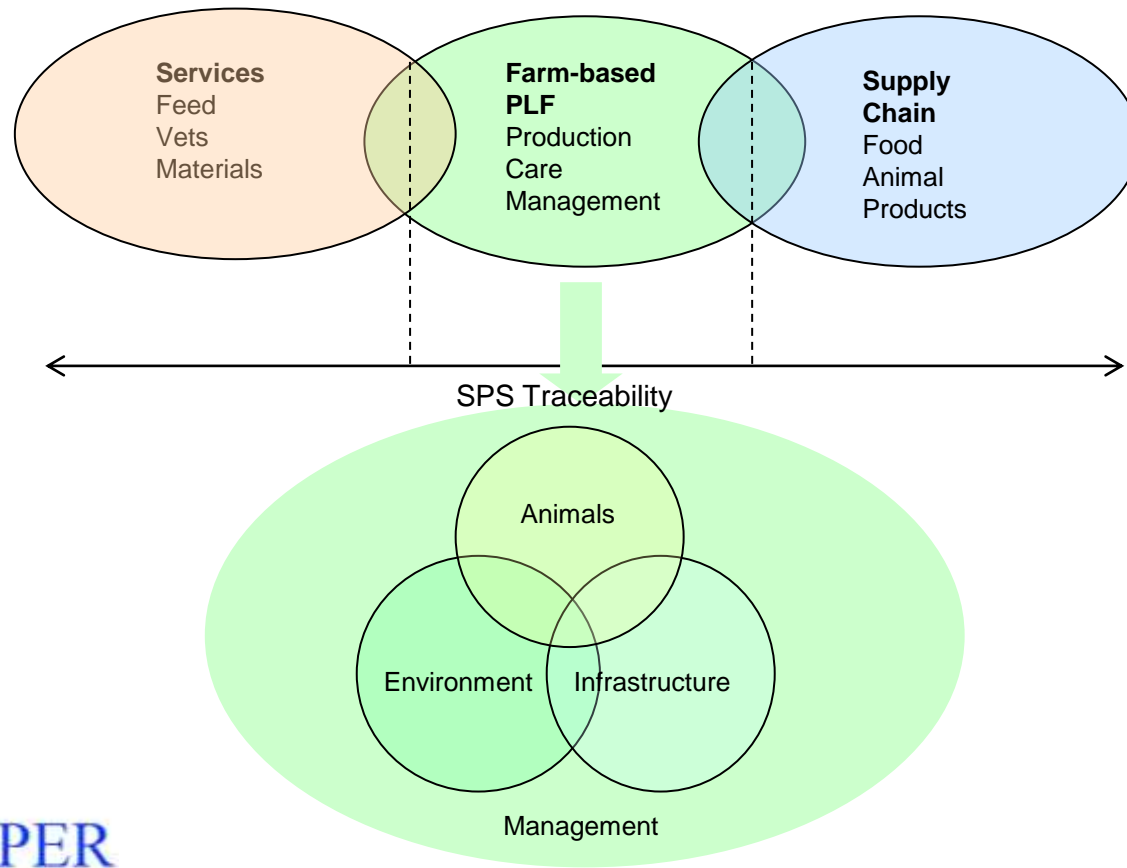 Services
Feed
Vets
Materials
Farm-based
PLF
Production
Care
Management
Supply
Chain
Food
Animal
Products
SPS Traceability
Animals
Environment
Infrastructure
Management
PER